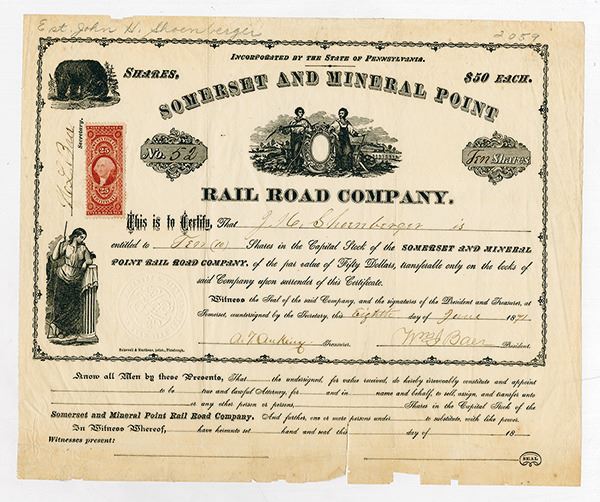 Est John H. Shoenberger
2059
INCORPORATED BY THE STATE OF PENNSYLVANIA.
SHARES, $50 EACH.
SOMERSET AND MINERAL POINT
No. 52
Ten Shares
Secretary.
25
25
RAIL ROAD COMPANY.
This is to Certify, That J. H. Shoenberger is
entitled to Ten (10) Shares in the Capital Stock of the SOMERSET AND MINERAL
POINT RAIL ROAD COMPANY, of the par value of Fifty Dollars, transferable only on the books of
said Company upon surrender of this Certificate.
Witness the Seal of the said Company, and the signatures of the President and Treasurer, at
Somerset, countersigned by the Secretary, this Eighth day of June 1871
Treasurer. Wm J Baer President.
Know all Men by these Presents, That the undersigned, for value received, do hereby irrevocably constitute and appoint
to be true and lawful Attorney, for and in name and behalf, to sell, assign, and transfer unto
or any other person or persons, Shares in the Capital Stock of the
Somerset and Mineral Point Rail Road Company. And further, one or more persons under to substitute, with like power.
In Witness Whereof, have hereunto set hand and seal this day of 18
Witnesses present:
SEAL